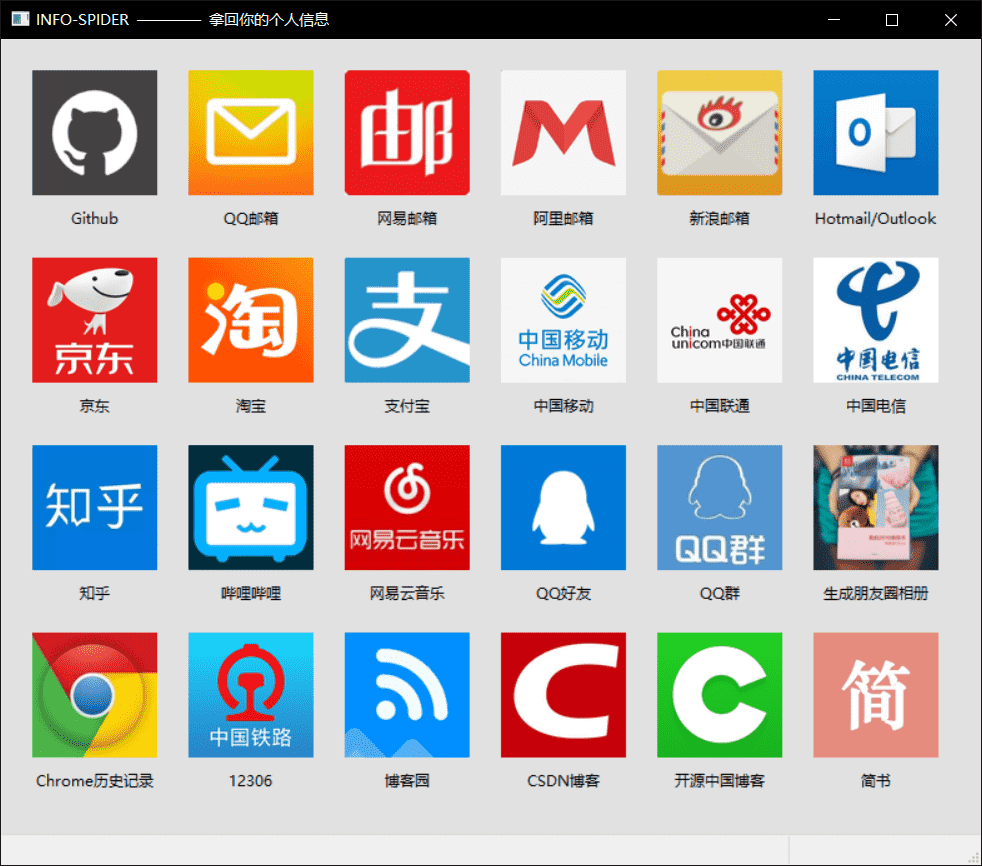 INFO-SPIDER ———— 拿回你的个人信息
邮
Github
QQ邮箱
网易邮箱
阿里邮箱
新浪邮箱
Hotmail/Outlook
京东
淘
支
中国移动
China Mobile
China
unicom中国联通
中国电信
CHINA TELECOM
京东
淘宝
支付宝
中国移动
中国联通
中国电信
知乎
网易云音乐
QQ群
知乎
哔哩哔哩
网易云音乐
QQ好友
QQ群
生成朋友圈相册
中国铁路
简
Chrome历史记录
12306
博客园
CSDN博客
开源中国博客
简书